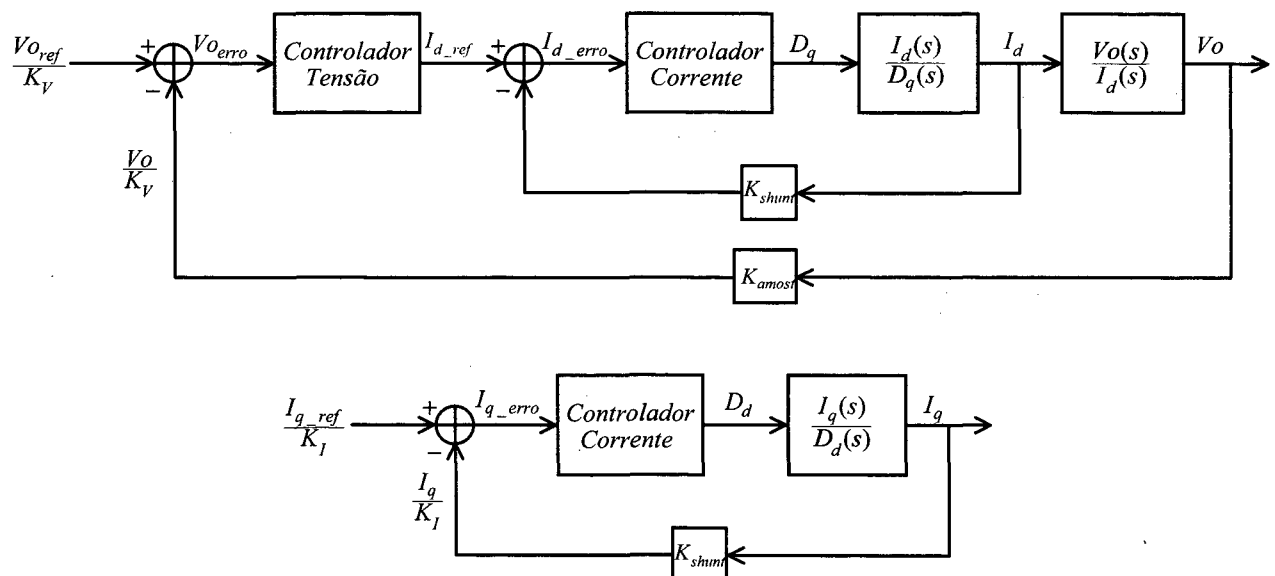 Vo_ref / K_V
+
−
Vo_erro
Controlador
Tensão
I_d_ref
+
−
I_d_erro
Controlador
Corrente
D_q
I_d(s) / D_q(s)
I_d
Vo(s) / I_d(s)
Vo
K_shunt
Vo / K_V
K_amost
I_q_ref / K_I
+
−
I_q_erro
Controlador
Corrente
D_d
I_q(s) / D_d(s)
I_q
I_q / K_I
K_shunt